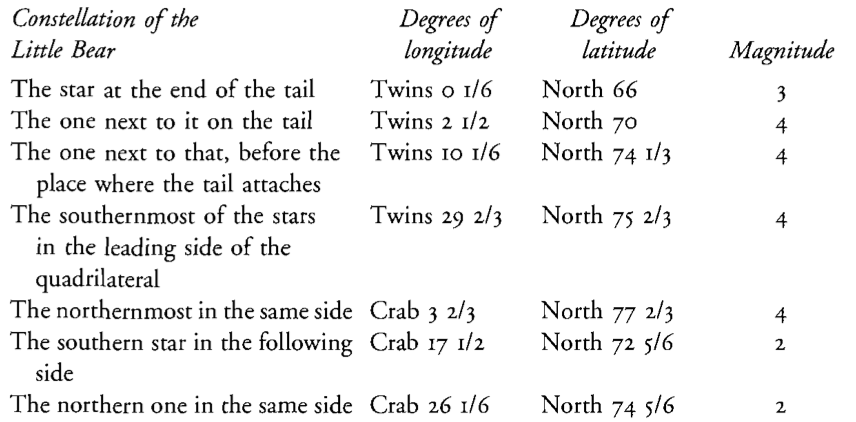 Constellation of the Degrees of Degrees of
Little Bear longitude latitude Magnitude
The star at the end of the tail Twins 0 1/6 North 66 3
The one next to it on the tail Twins 2 1/2 North 70 4
The one next to that, before the Twins 10 1/6 North 74 1/3 4
place where the tail attaches
The southernmost of the stars Twins 29 2/3 North 75 2/3 4
in the leading side of the
quadrilateral
The northernmost in the same side Crab 3 2/3 North 77 2/3 4
The southern star in the following Crab 17 1/2 North 72 5/6 2
side
The northern one in the same side Crab 26 1/6 North 74 5/6 2